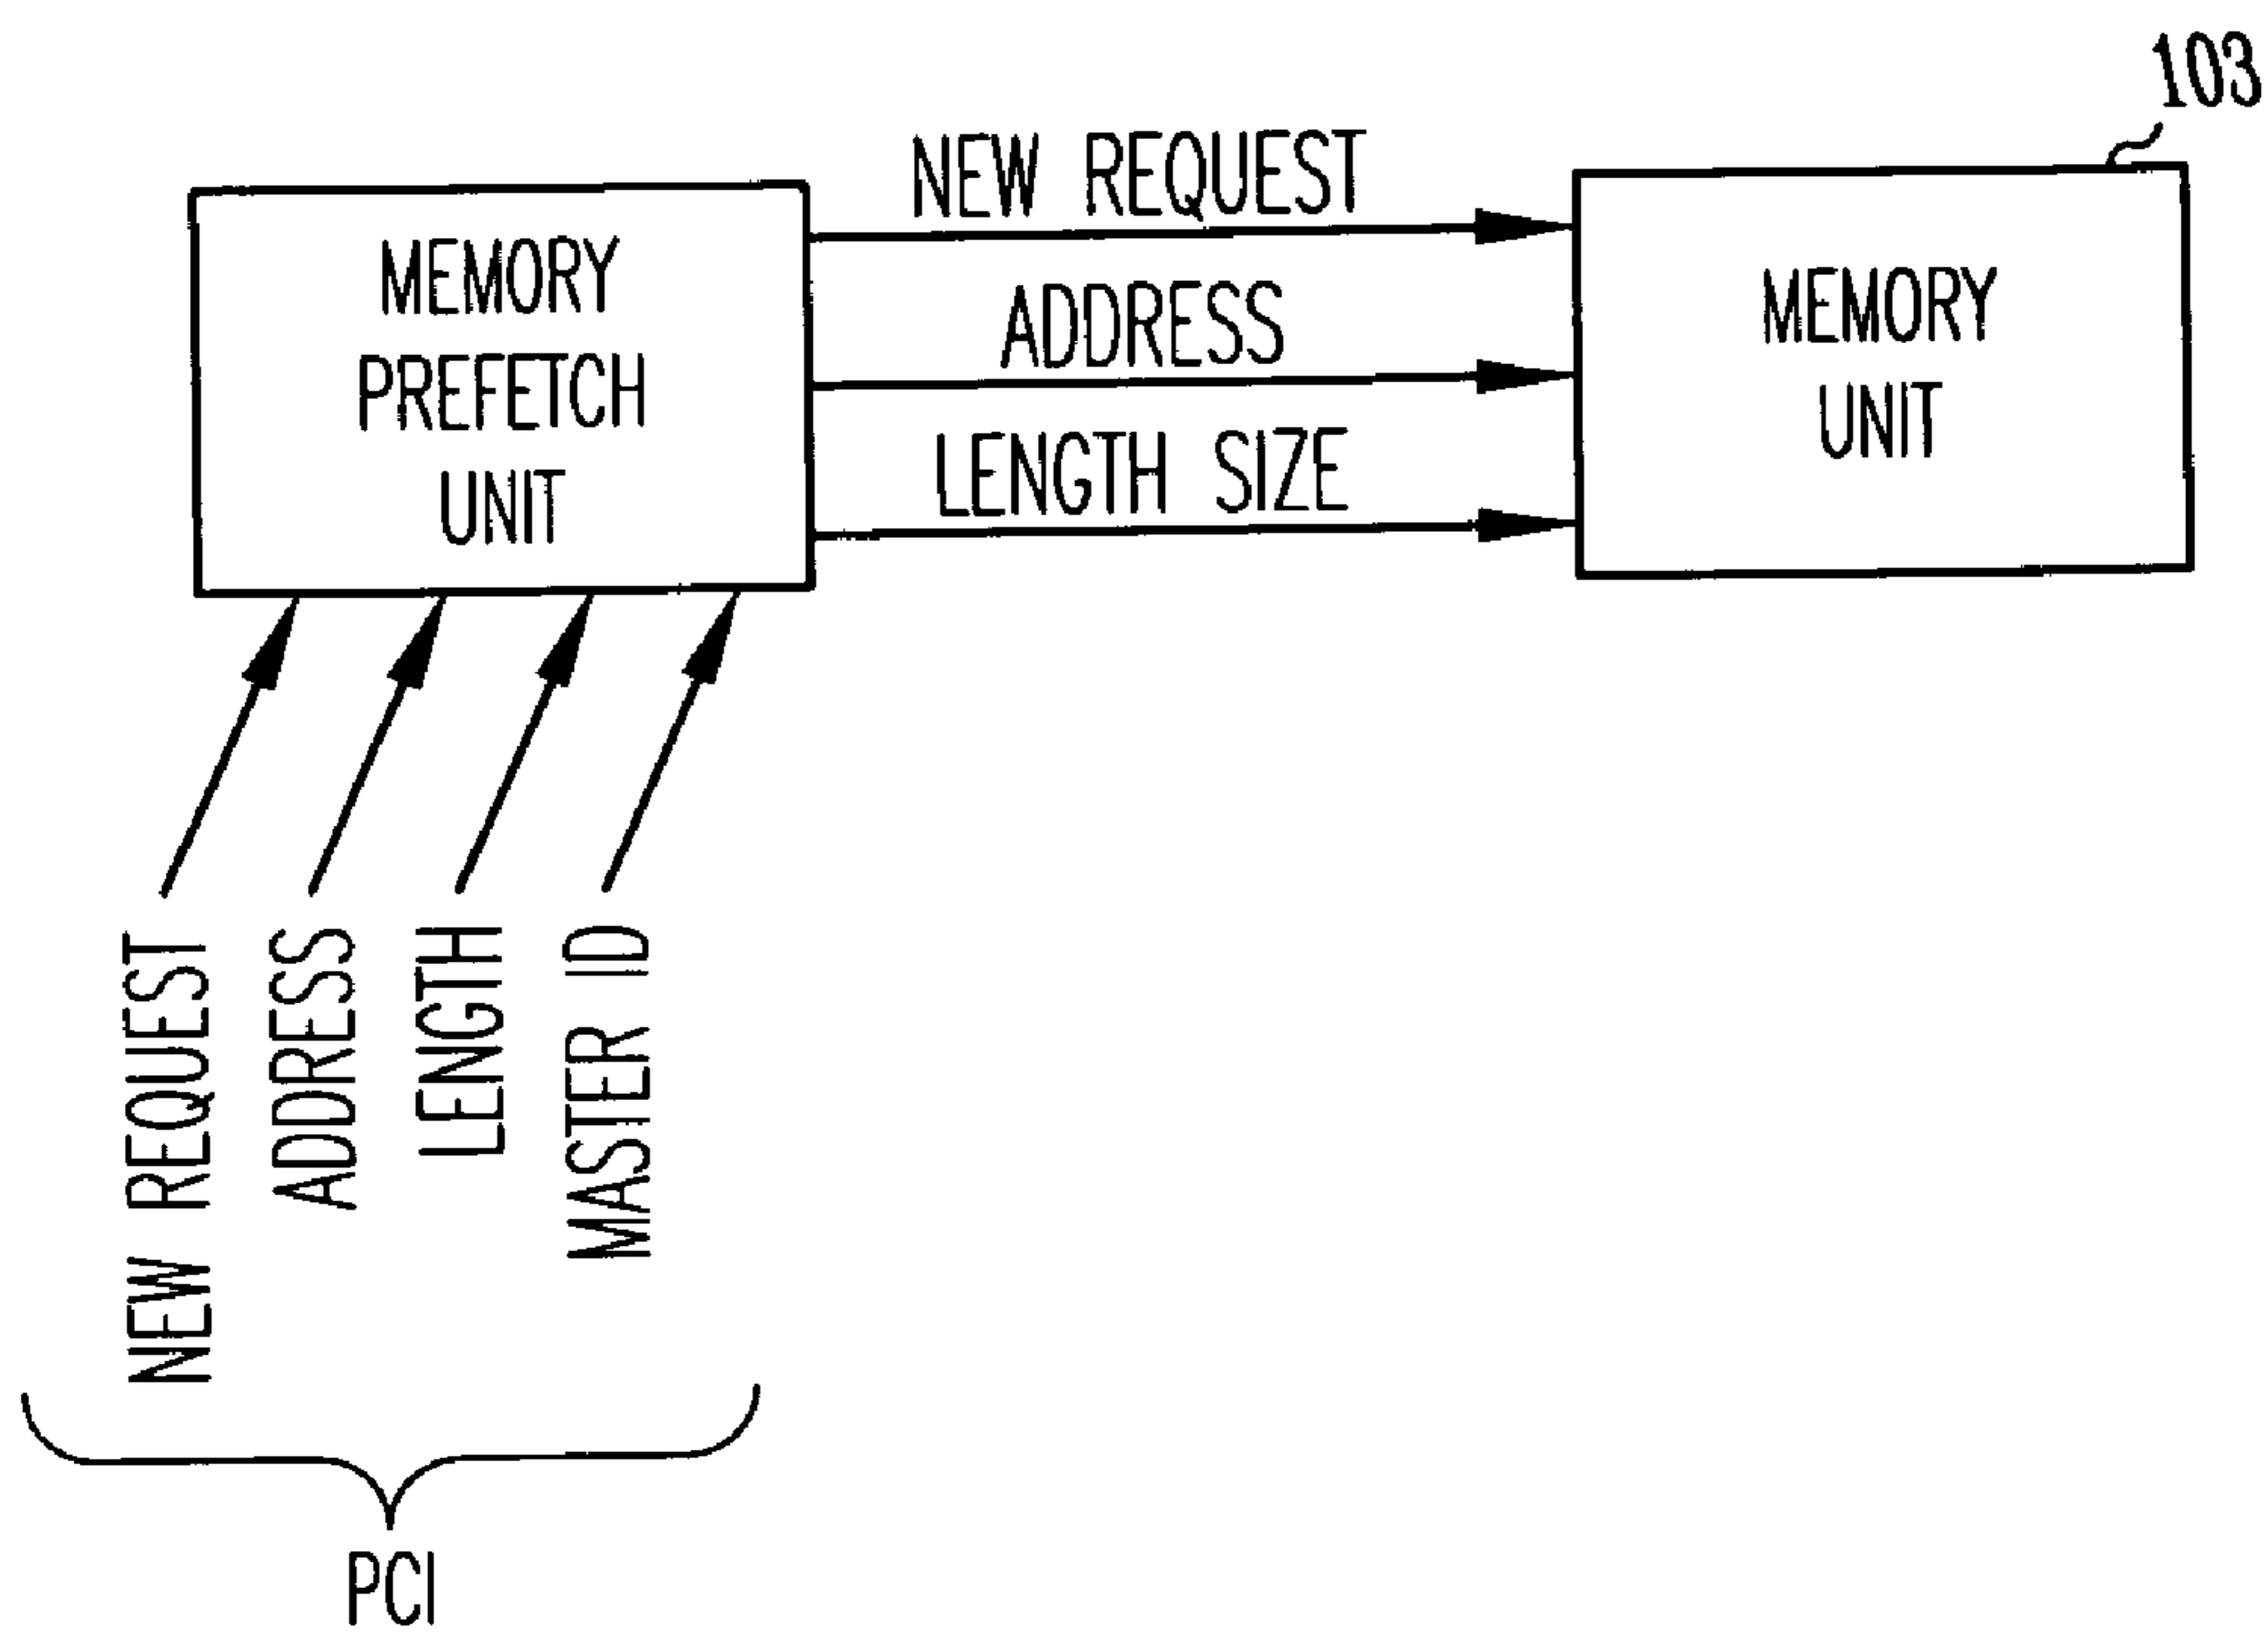 103
NEW REQUEST
MEMORY
PREFETCH
UNIT
ADDRESS
LENGTH SIZE
MEMORY
UNIT
NEW REQUEST
ADDRESS
LENGTH
MASTER ID
PCI